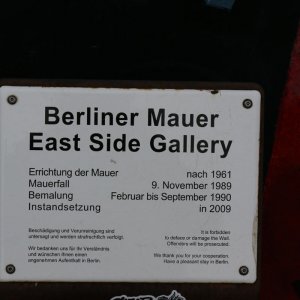 Berliner Mauer
East Side Gallery
Errichtung der Mauer nach 1961
Mauerfall 9. November 1989
Bemalung Februar bis September 1990
Instandsetzung in 2009
Beschädigung und Verunreinigung sind
untersagt und werden strafrechtlich verfolgt.
Wir bedanken uns für Ihr Verständnis
und wünschen Ihnen einen
angenehmen Aufenthalt in Berlin.
It is forbidden
to deface or damage the Wall.
Offenders will be prosecuted.
We thank you for your cooperation.
Have a pleasant stay in Berlin.